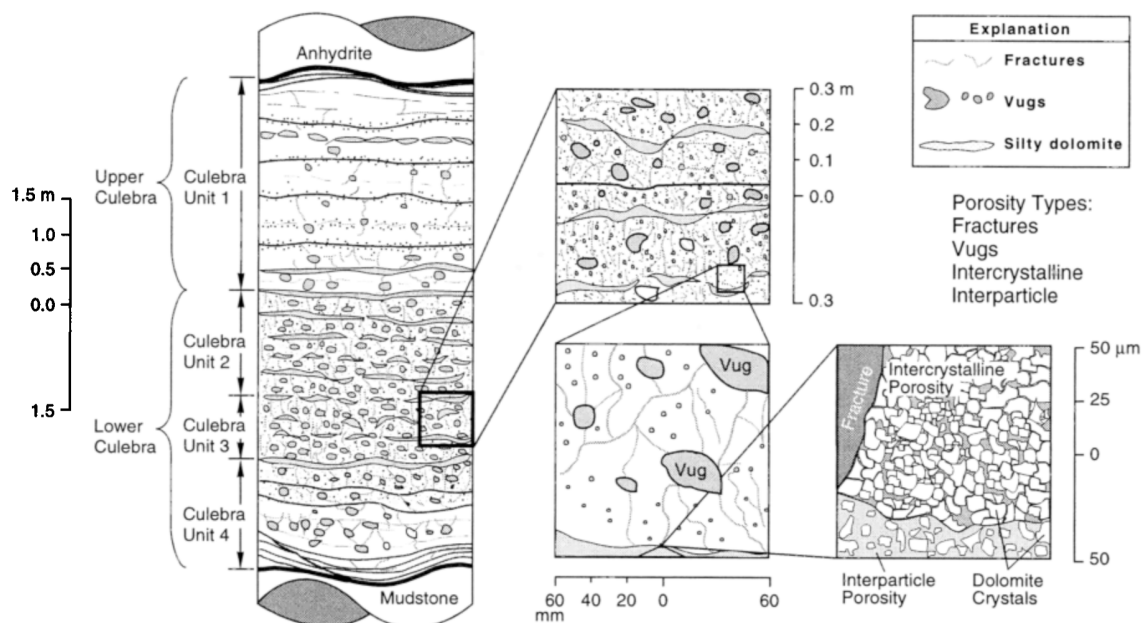 Anhydrite
Upper
Culebra
Culebra
Unit 1
1.5 m
1.0
0.5
0.0
1.5
Culebra
Unit 2
Lower
Culebra
Culebra
Unit 3
Culebra
Unit 4
Mudstone
0.3 m
0.2
0.1
0.0
0.3
Explanation
Fractures
Vugs
Silty dolomite
Porosity Types:
Fractures
Vugs
Intercrystalline
Interparticle
Vug
Vug
60 40 20 0 60
mm
Fracture
Intercrystalline
Porosity
50 μm
25
0
25
50
Interparticle
Porosity
Dolomite
Crystals